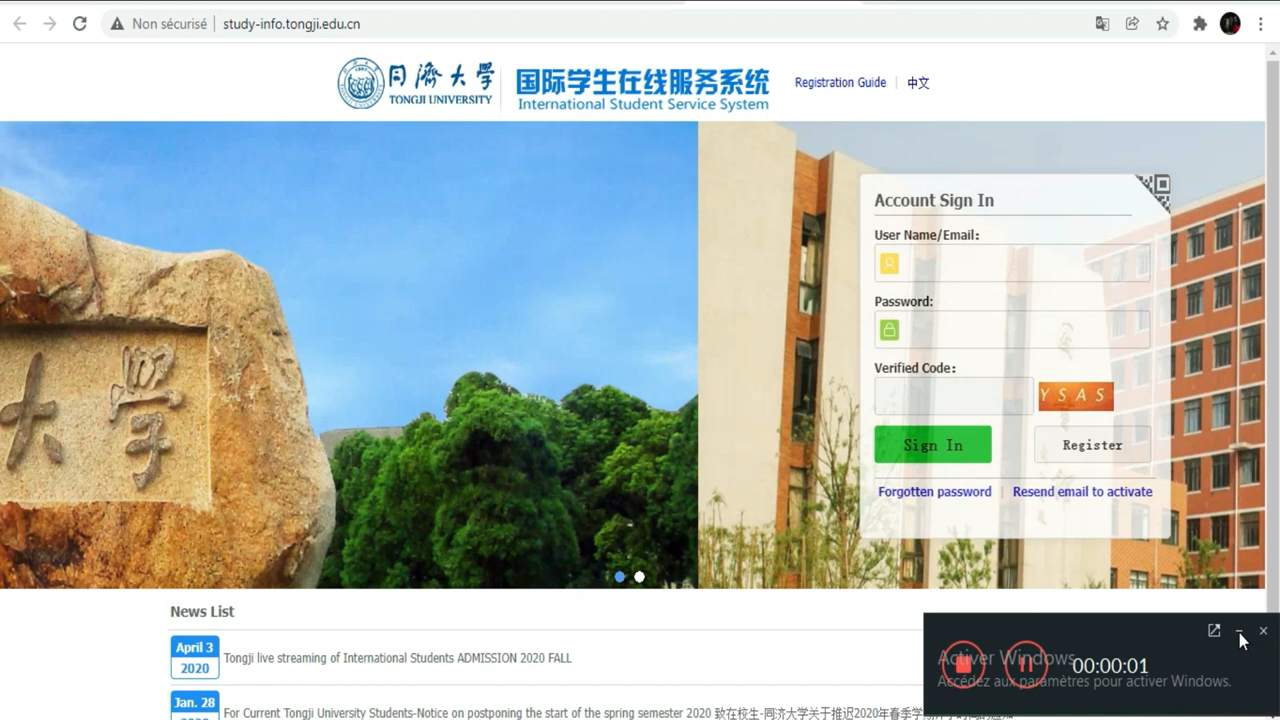 Non sécurisé | study-info.tongji.edu.cn
同濟大學
TONGJI UNIVERSITY
国际学生在线服务系统
International Student Service System
Registration Guide | 中文
大学
Account Sign In
User Name/Email:
Password:
Verified Code:
YSAS
Sign In
Register
Forgotten password | Resend email to activate
News List
April 3
2020
Tongji live streaming of International Students ADMISSION 2020 FALL
Jan. 28
For Current Tongji University Students-Notice on postponing the start of the spring semester 2020 致在校生-同济大学关于推迟2020年春季学期
Activer Windows
00:00:01
Accédez aux paramètres pour activer Windows.